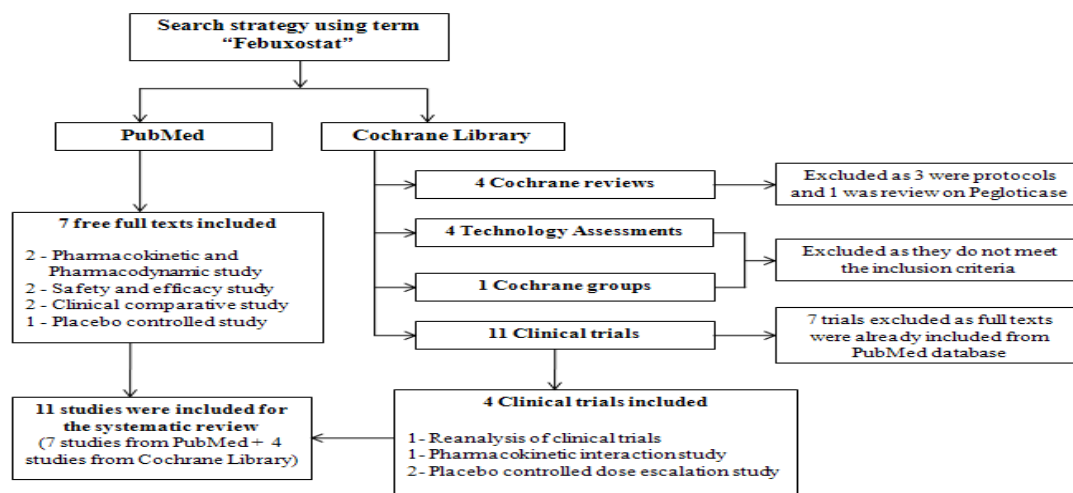 Search strategy using term
“Febuxostat”
PubMed
Cochrane Library
7 free full texts included
2 - Pharmacokinetic and
Pharmacodynamic study
2 - Safety and efficacy study
2 - Clinical comparative study
1 - Placebo controlled study
4 Cochrane reviews
Excluded as 3 were protocols
and 1 was review on Pegloticase
4 Technology Assessments
1 Cochrane groups
Excluded as they do not meet
the inclusion criteria
11 Clinical trials
7 trials excluded as full texts
were already included from
PubMed database
4 Clinical trials included
1- Reanalysis of clinical trials
1- Pharmacokinetic interaction study
2- Placebo controlled dose escalation study
11 studies were included for
the systematic review
(7 studies from PubMed + 4
studies from Cochrane Library)